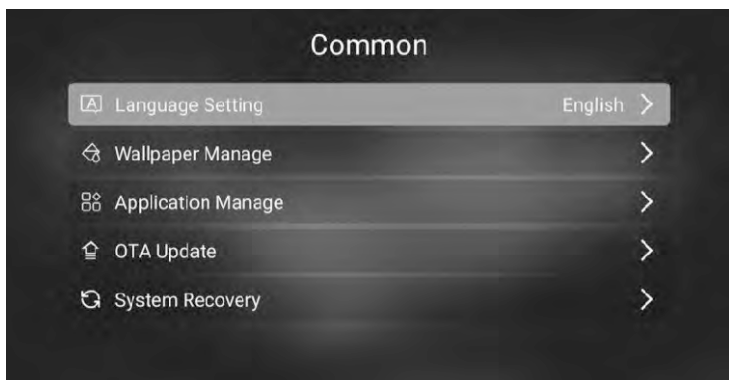 Common
Language Setting English
Wallpaper Manage
Application Manage
OTA Update
System Recovery